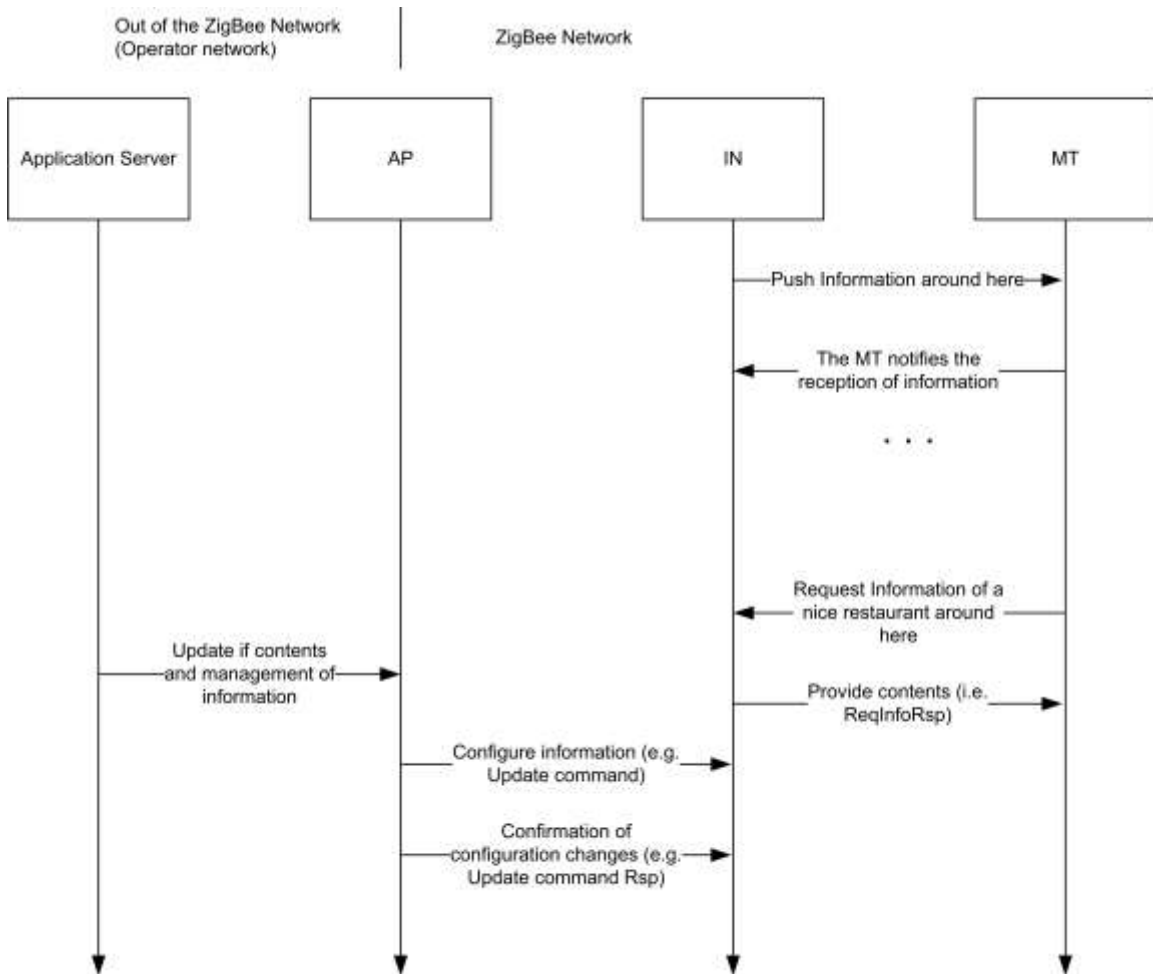 Out of the ZigBee Network
(Operator network)
ZigBee Network
Application Server
AP
IN
MT
Push Information around here
The MT notifies the
reception of information
. . .
Request Information of a
nice restaurant around
here
Update if contents
and management of
information
Provide contents (i.e.
ReqInfoRsp)
Configure information (e.g.
Update command)
Confirmation of
configuration changes (e.g.
Update command Rsp)